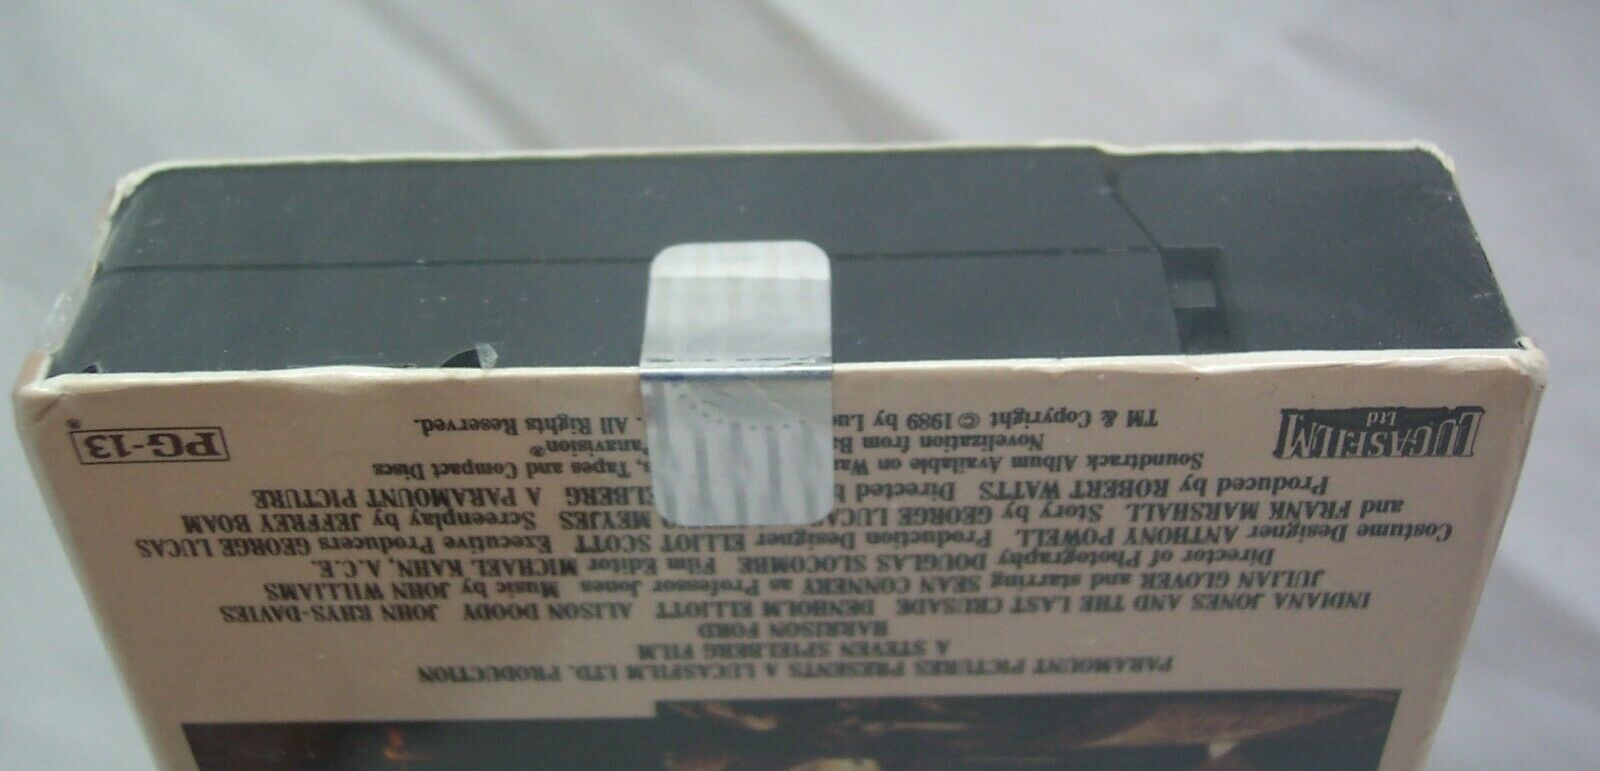 PARAMOUNT PICTURES PRESENTS A LUCASFILM LTD. PRODUCTION
A STEVEN SPIELBERG FILM
HARRISON FORD
INDIANA JONES AND THE LAST CRUSADE DENHOLM ELLIOTT ALISON DOODY JOHN RHYS-DAVIES
JULIAN GLOVER and starring SEAN CONNERY as Professor Jones Music by JOHN WILLIAMS
Director of Photography DOUGLAS SLOCOMBE Film Editor MICHAEL KAHN, A.C.E.
Costume Designer ANTHONY POWELL Production Designer ELLIOT SCOTT Executive Producers GEORGE LUCAS
and FRANK MARSHALL Story by GEORGE LUCAS MEYJES Screenplay by JEFFREY BOAM
Produced by ROBERT WATTS Directed ELBERG A PARAMOUNT PICTURE
Soundtrack Album Available on Tapes and Compact Discs
Novelization from Panavision®
TM & Copyright © 1989 by All Rights Reserved.
LUCASFILM
Ltd
PG-13®